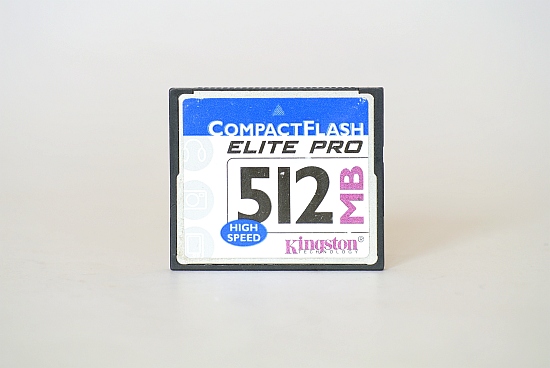 COMPACTFLASH
ELITE PRO
512 MB
HIGH
SPEED
Kingston®
TECHNOLOGY